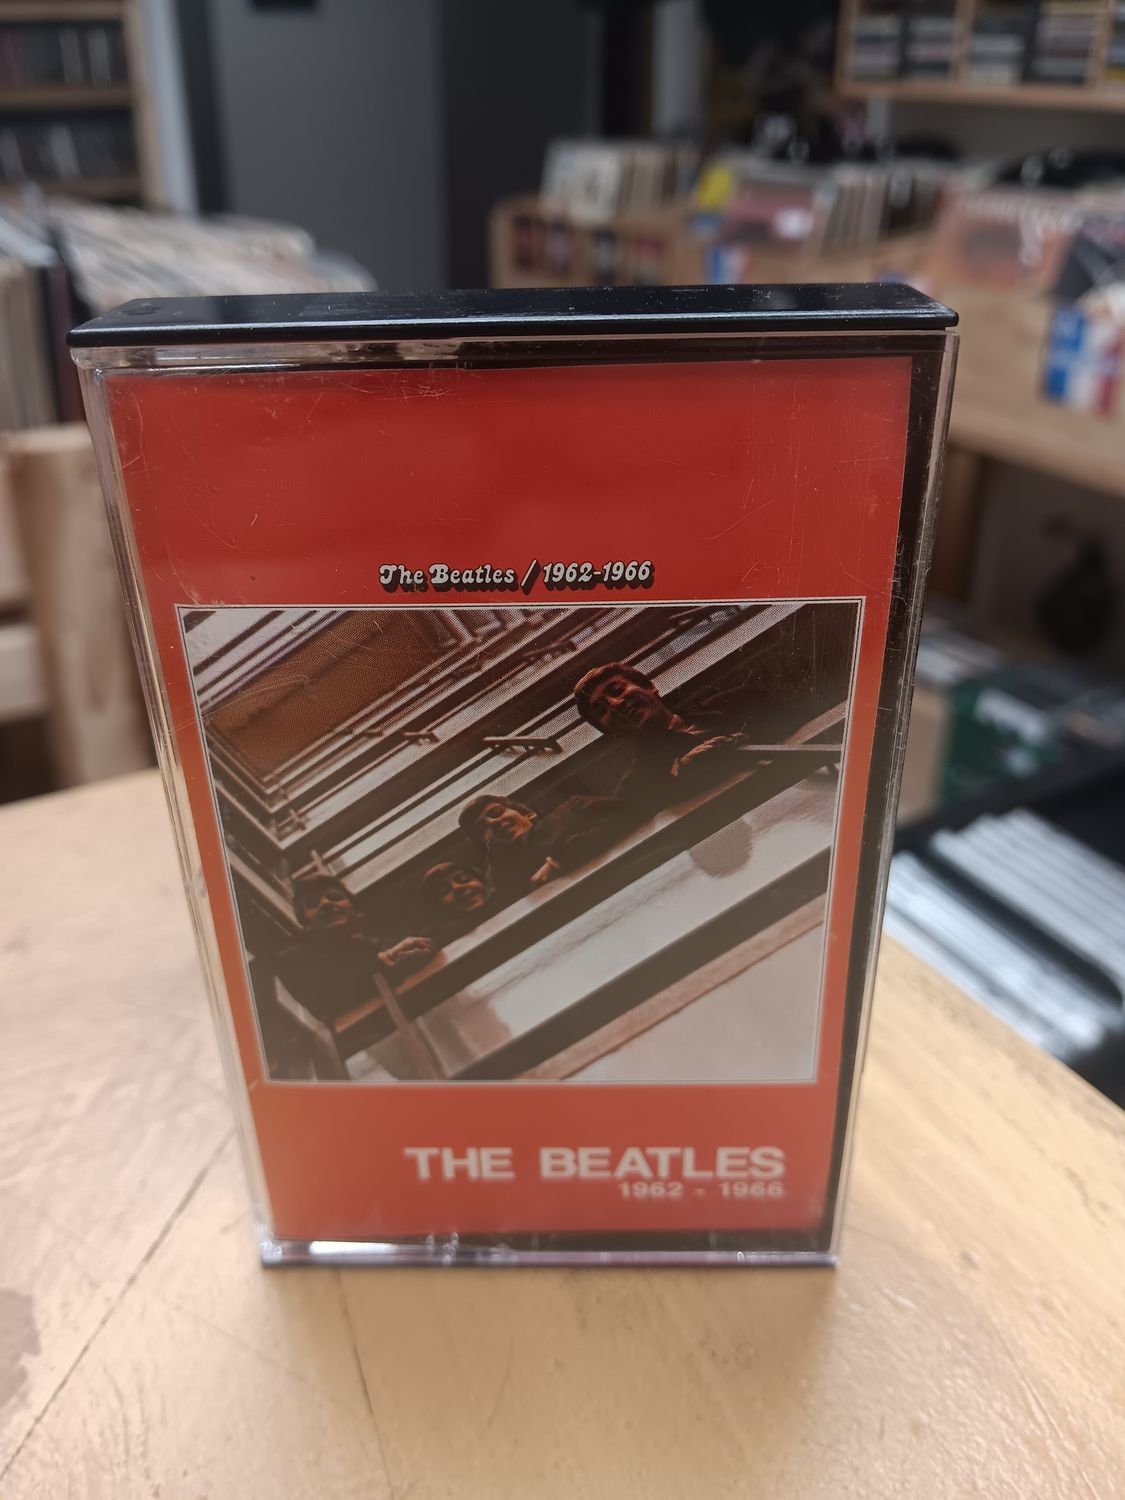 The Beatles / 1962-1966
THE BEATLES
1962 - 1966